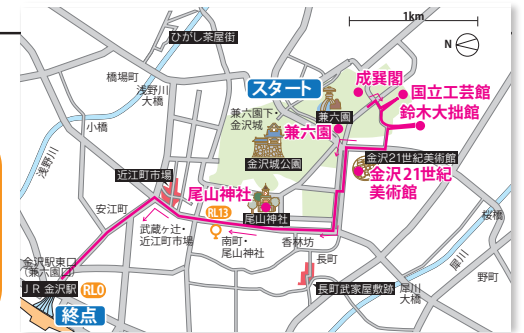 1km
N
ひがし茶屋街
橋場町
浅野川
大橋
スタート
成巽閣
国立工芸館
鈴木大拙館
小橋
兼六園下・
金沢城
兼六園
兼六園
浅野川
金沢城公園
金沢21世紀美術館
金沢21世紀
美術館
近江町市場
尾山神社
安江町
RL13
尾山神社
桜橋
武蔵ヶ辻・
近江町市場
南町・
尾山神社
香林坊
犀川
金沢駅東口
(兼六園口)
長町
野町
JR 金沢駅
RL0
長町武家屋敷跡
犀川
大橋
終点